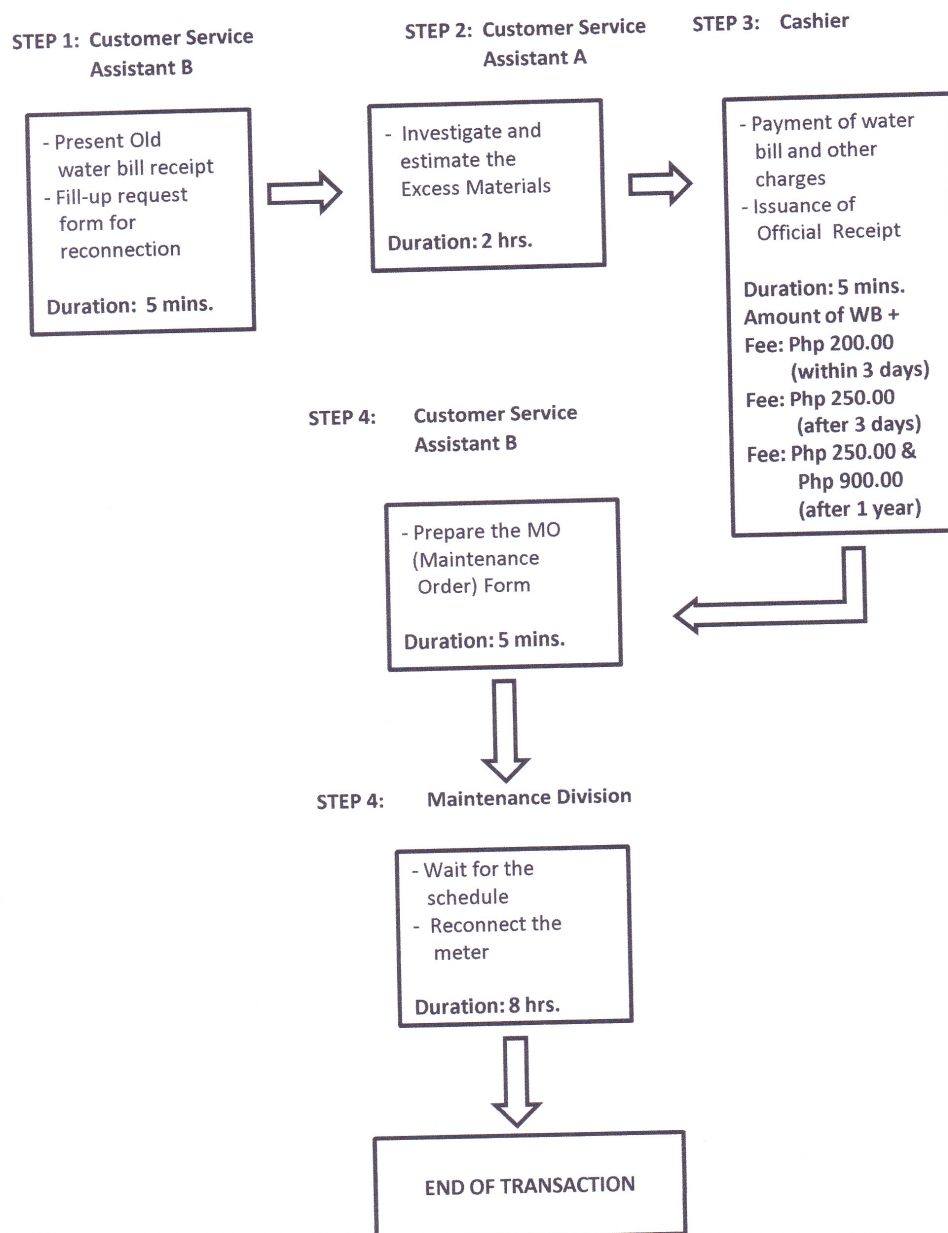 STEP 1: Customer Service
Assistant B
- Present Old
water bill receipt
- Fill-up request
form for
reconnection
Duration: 5 mins.
STEP 2: Customer Service
Assistant A
- Investigate and
estimate the
Excess Materials
Duration: 2 hrs.
STEP 3: Cashier
- Payment of water
bill and other
charges
- Issuance of
Official Receipt
Duration: 5 mins.
Amount of WB +
Fee: Php 200.00
(within 3 days)
Fee: Php 250.00
(after 3 days)
Fee: Php 250.00 &
Php 900.00
(after 1 year)
STEP 4: Customer Service
Assistant B
- Prepare the MO
(Maintenance
Order) Form
Duration: 5 mins.
STEP 4: Maintenance Division
- Wait for the
schedule
- Reconnect the
meter
Duration: 8 hrs.
END OF TRANSACTION